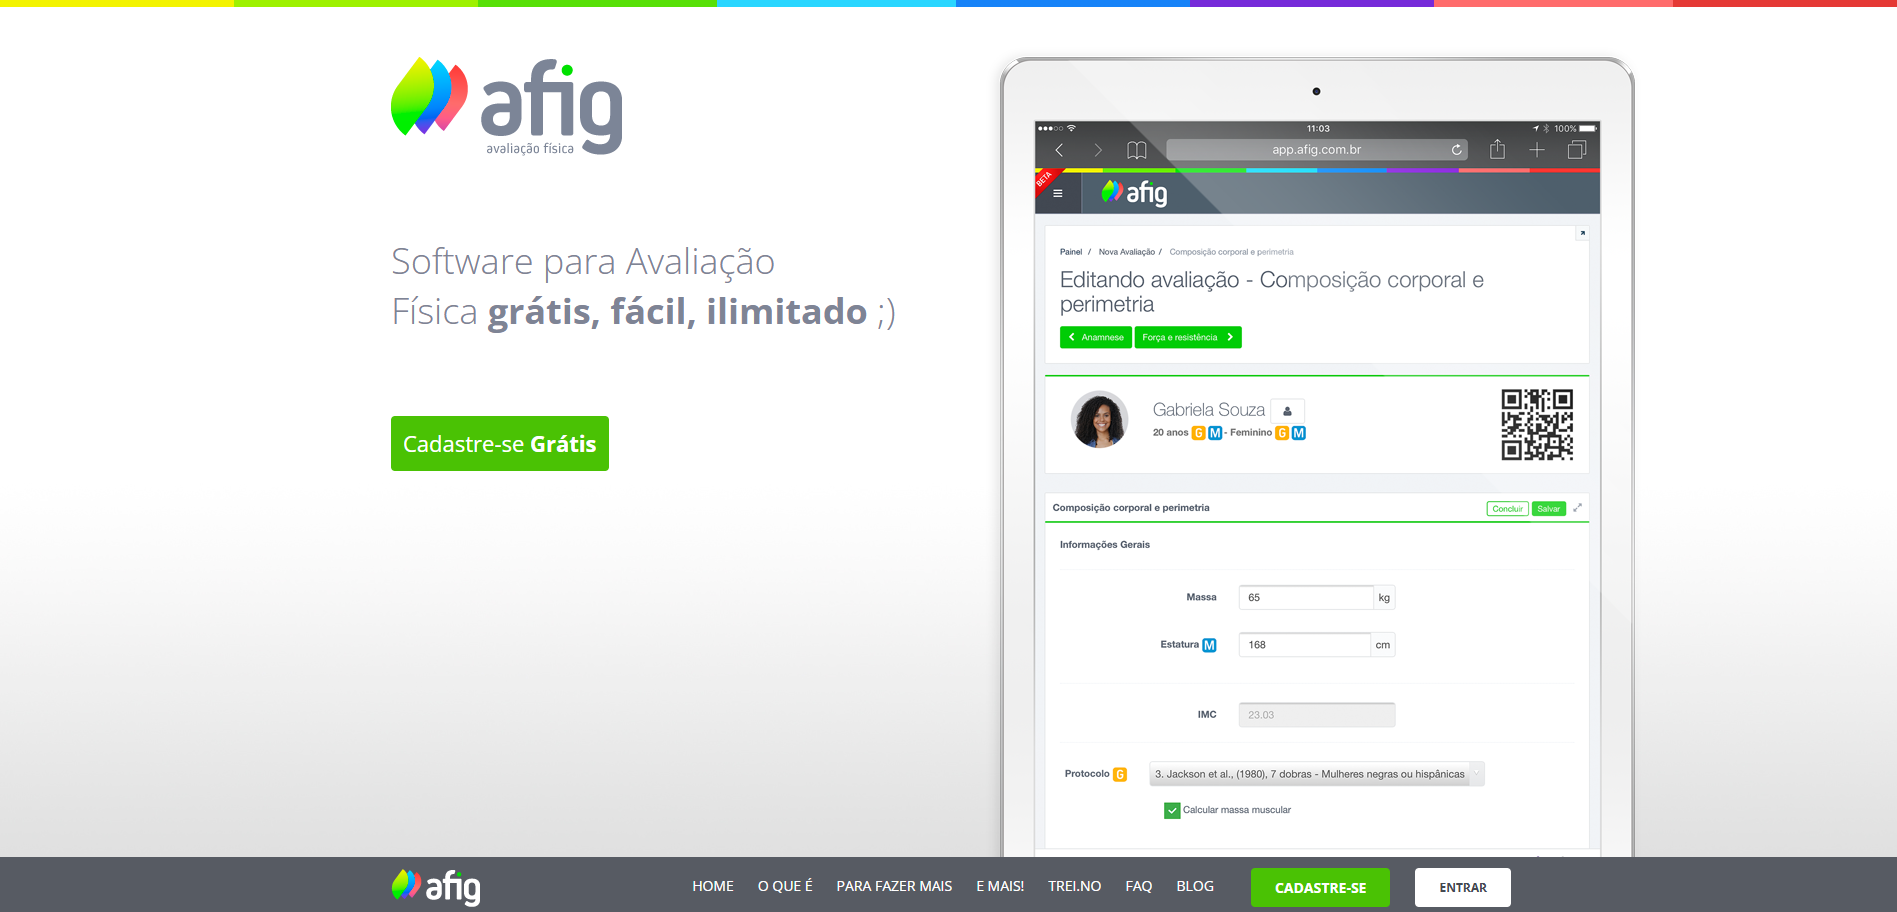 afig
avaliação física
Software para Avaliação
Física grátis, fácil, ilimitado ;)
Cadastre-se Grátis
11:03
100%
app.afig.com.br
BETA
afig
Painel / Nova Avaliação / Composição corporal e perimetria
Editando avaliação - Composição corporal e
perimetria
Anamnese
Força e resistência
Gabriela Souza
20 anos G M - Feminino G M
Composição corporal e perimetria
Concluir
Salvar
Informações Gerais
Massa 65 kg
Estatura M 168 cm
IMC 23.03
Protocolo G 3. Jackson et al., (1980), 7 dobras - Mulheres negras ou hispânicas
Calcular massa muscular
afig
HOME O QUE É PARA FAZER MAIS E MAIS! TREI.NO FAQ BLOG CADASTRE-SE ENTRAR